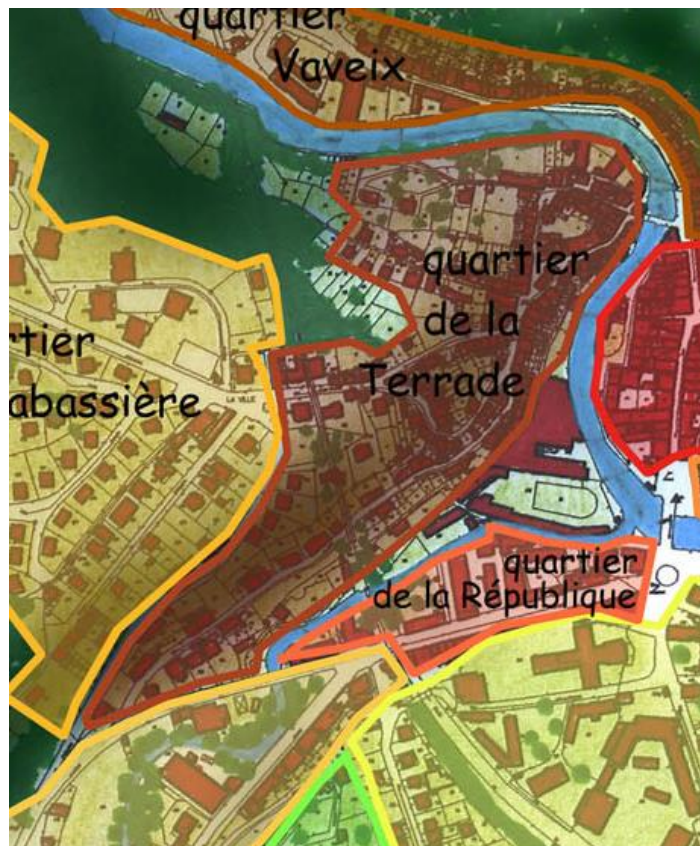 quartier
Vaveix
quartier
de la
Terrade
rtier
abassière
LA VILLE
quartier
de la République
N